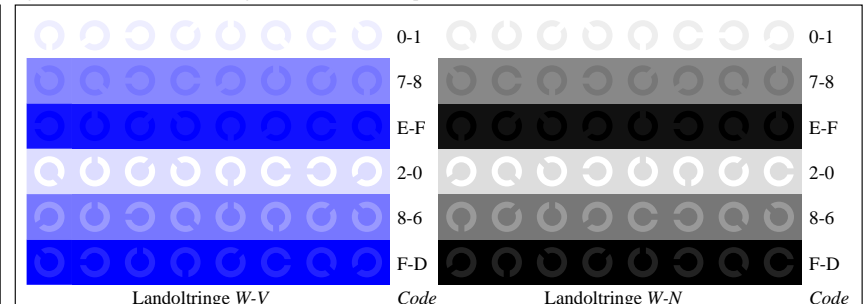 0-1 0-1
7-8 7-8
E-F E-F
2-0 2-0
8-6 8-6
F-D F-D
Landoltringe W-V Code Landoltringe W-N Code